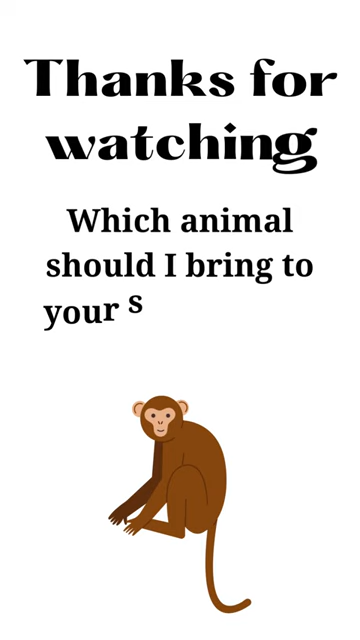 Thanks for
watching
Which animal
should I bring to
your s